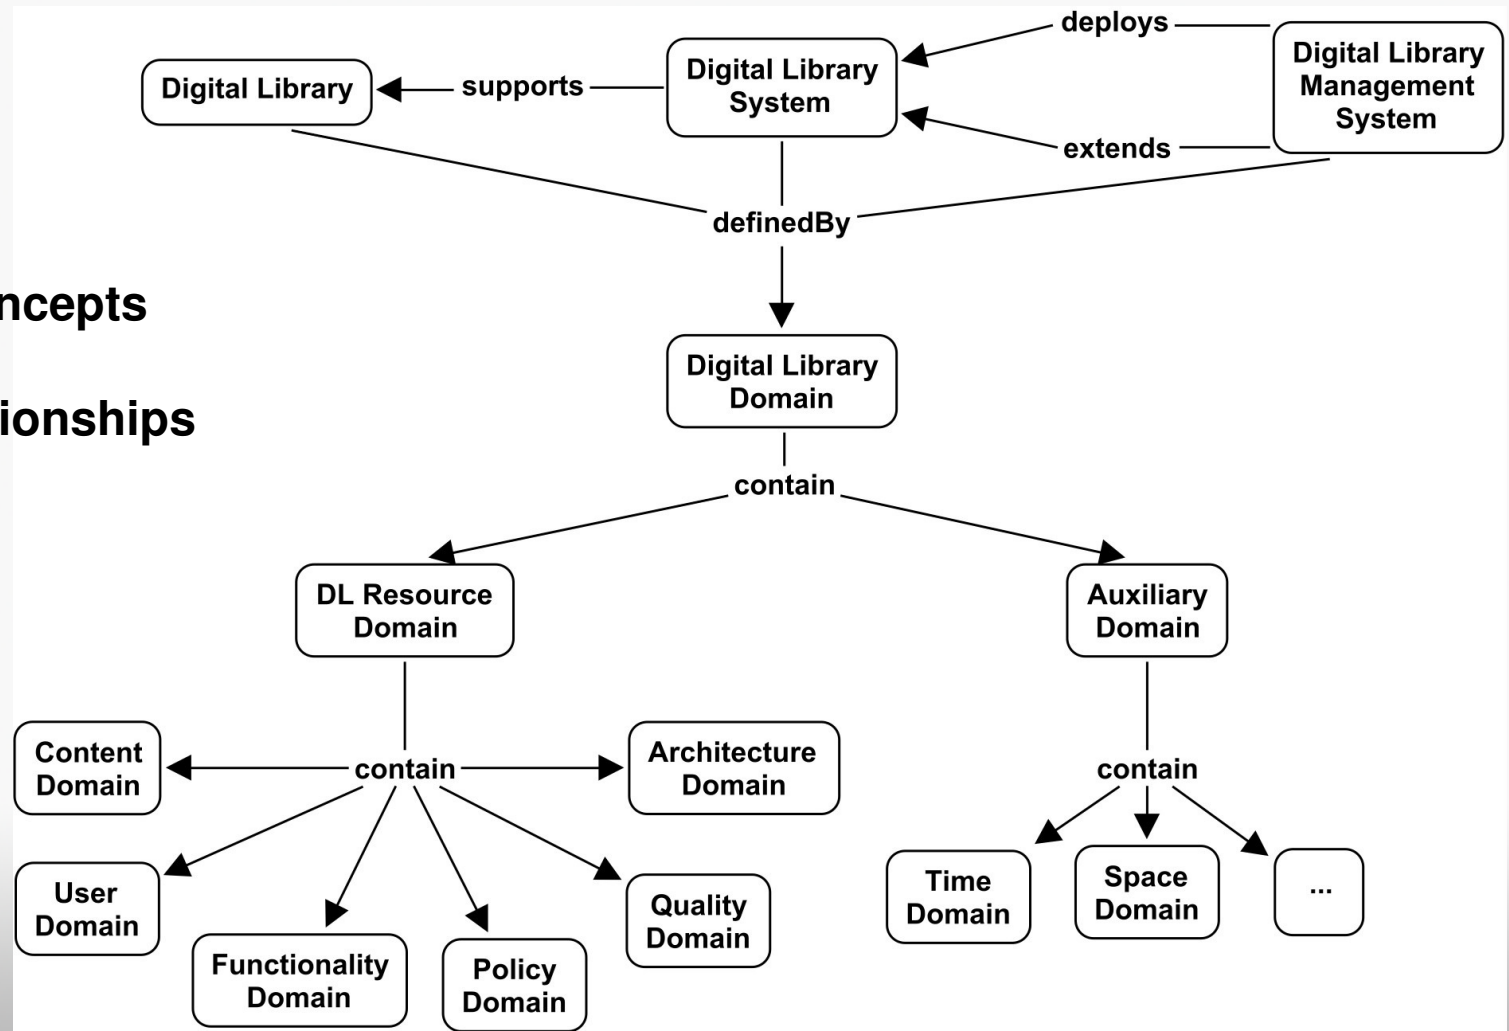 deploys
Digital Library
Management
System
Digital Library
System
Digital Library
supports
extends
definedBy
ncepts
Digital Library
Domain
ionships
contain
DL Resource
Domain
Auxiliary
Domain
Content
Domain
contain
Architecture
Domain
contain
User
Domain
Functionality
Domain
Policy
Domain
Quality
Domain
Time
Domain
Space
Domain
...